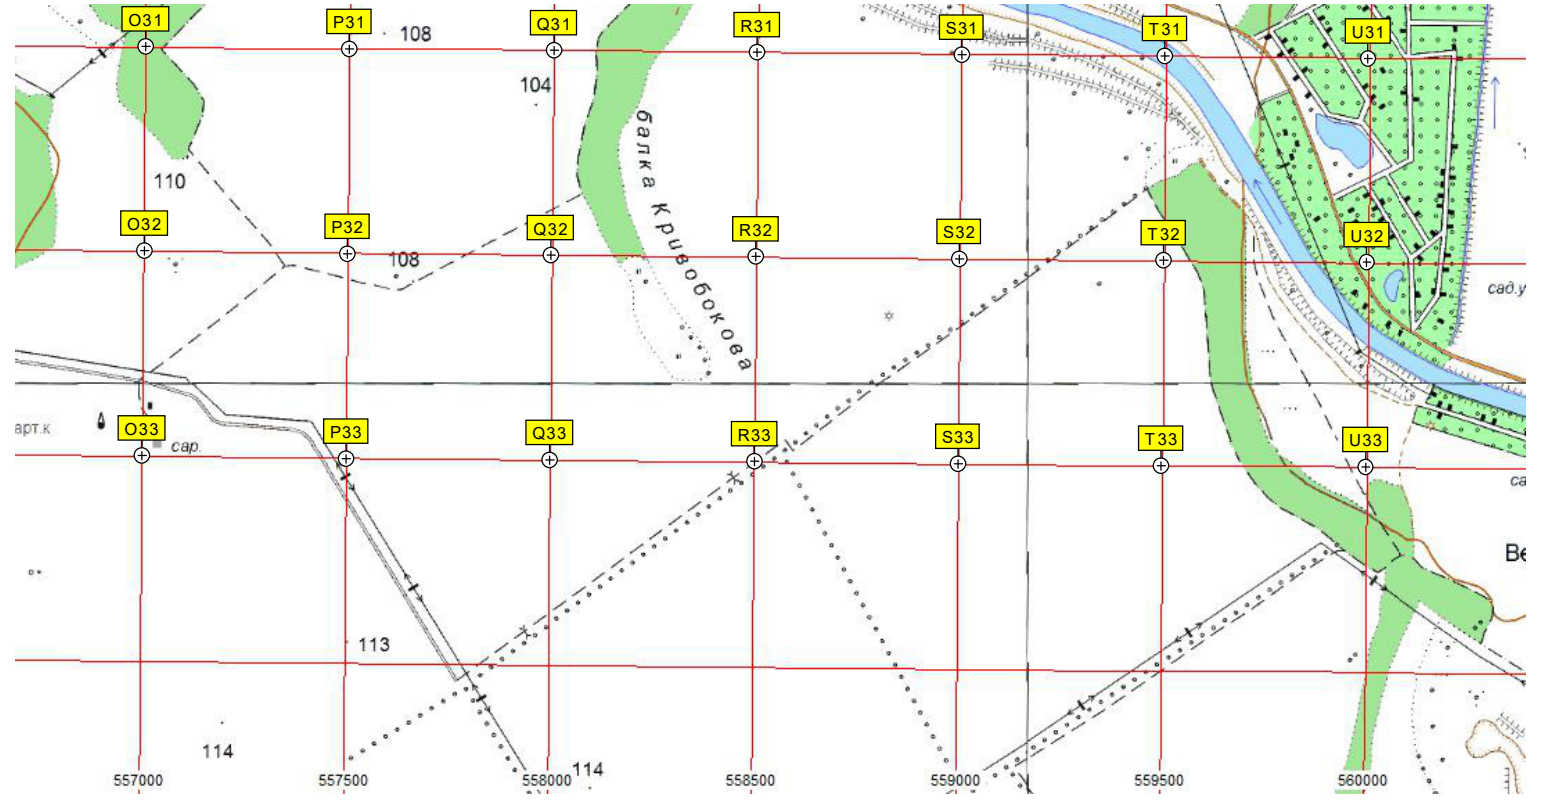 O31
P31
108
Q31
R31
S31
T31
U31
104
110
балка Кривобокова
O32
P32
108
Q32
R32
S32
T32
U32
сад.у
арт.к
O33
сар.
P33
Q33
R33
S33
T33
U33
са
Ве
113
114
114
557000
557500
558000
558500
559000
559500
560000